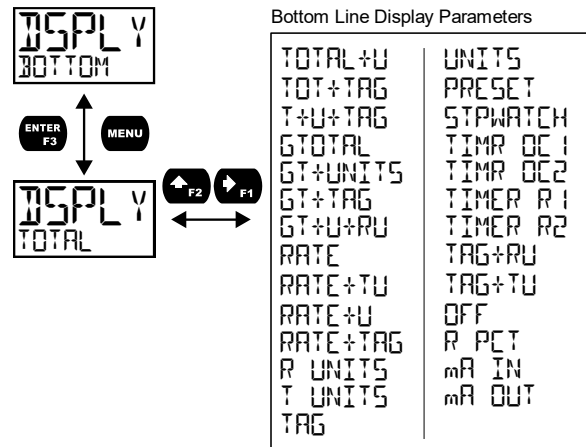 Bottom Line Display Parameters
DSPLY
BOTTOM
ENTER
F3
MENU
DSPLY
TOTAL
F2
F1
TOTAL+U
TOT+TAG
T+U+TAG
GTOTAL
GT+UNITS
GT+TAG
GT+U+RU
RATE
RATE+TU
RATE+U
RATE+TAG
R UNITS
T UNITS
TAG
UNITS
PRESET
STPWATCH
TIMR OC1
TIMR OC2
TIMER R1
TIMER R2
TAG+RU
TAG+TU
OFF
R PCT
mA IN
mA OUT